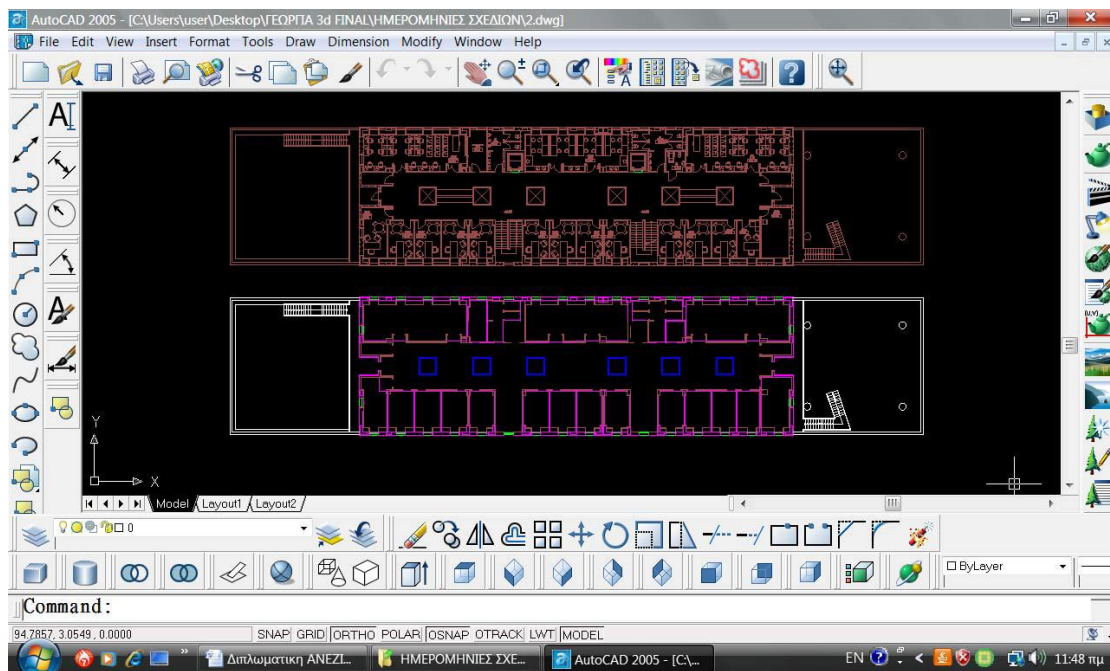 AutoCAD 2005 - [C:\Users\user\Desktop\ΓΕΩΡΓΙΑ 3d FINAL\ΗΜΕΡΟΜΗΝΙΕΣ ΣΧΕΔΙΩΝ\2.dwg]
File Edit View Insert Format Tools Draw Dimension Modify Window Help
Y
X
Model Layout1 Layout2
0
ByLayer
Command:
94.7857, 3.0549, 0.0000 SNAP GRID ORTHO POLAR OSNAP OTRACK LWT MODEL
Διπλωματικη ΑΝΕΖΙ... ΗΜΕΡΟΜΗΝΙΕΣ ΣΧΕ... AutoCAD 2005 - [C:\... EN 11:48 πμ